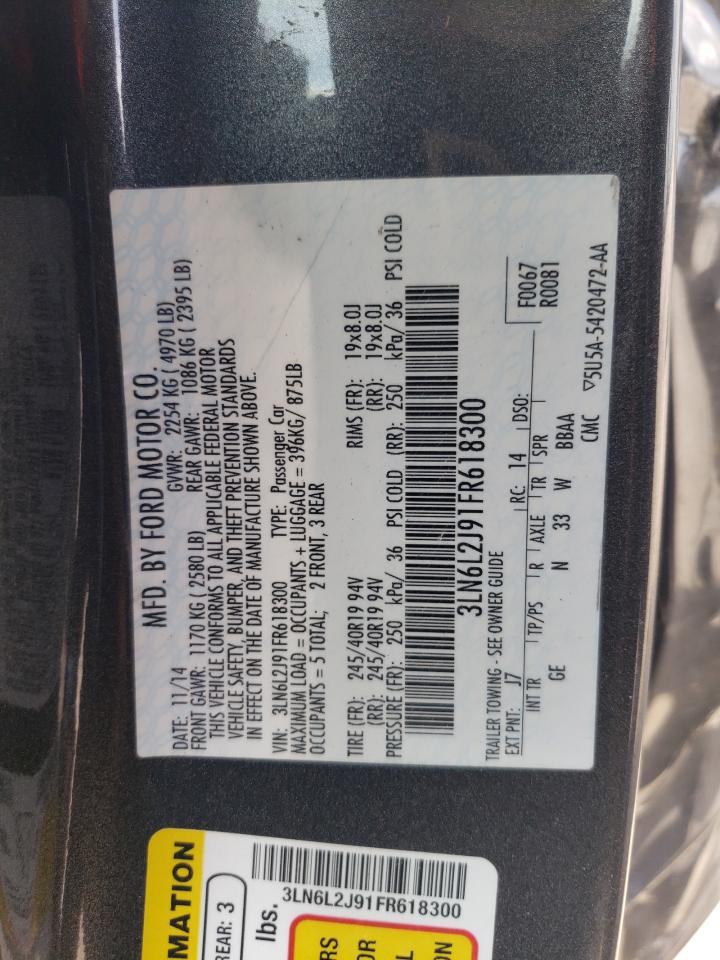 MFD. BY FORD MOTOR CO.
DATE: 11/14 GVWR: 2254 KG ( 4970 LB)
FRONT GAWR: 1170 KG ( 2580 LB) REAR GAWR: 1086 KG ( 2395 LB)
THIS VEHICLE CONFORMS TO ALL APPLICABLE FEDERAL MOTOR
VEHICLE SAFETY, BUMPER, AND THEFT PREVENTION STANDARDS
IN EFFECT ON THE DATE OF MANUFACTURE SHOWN ABOVE.
VIN: 3LN6L2J91FR618300 TYPE: Passenger Car
MAXIMUM LOAD = OCCUPANTS + LUGGAGE = 396KG/ 875LB
OCCUPANTS = 5 TOTAL; 2 FRONT, 3 REAR
TIRE (FR): 245/40R19 94V RIMS (FR): 19x8.0J
(RR): 245/40R19 94V (RR): 19x8.0J
PRESSURE (FR): 250 kPa/ 36 PSI COLD (RR): 250 kPa/ 36 PSI COLD
3LN6L2J91FR618300
TRAILER TOWING - SEE OWNER GUIDE
EXT PNT: J7 RC: 14 DSO: F0067
R0081
INT TR TP/PS R AXLE TR SPR
GE N 33 W BBAA
CMC ▽5U5A-5420472-AA
MATION
REAR: 3
lbs.
3LN6L2J91FR618300
RS
OR
L
ON